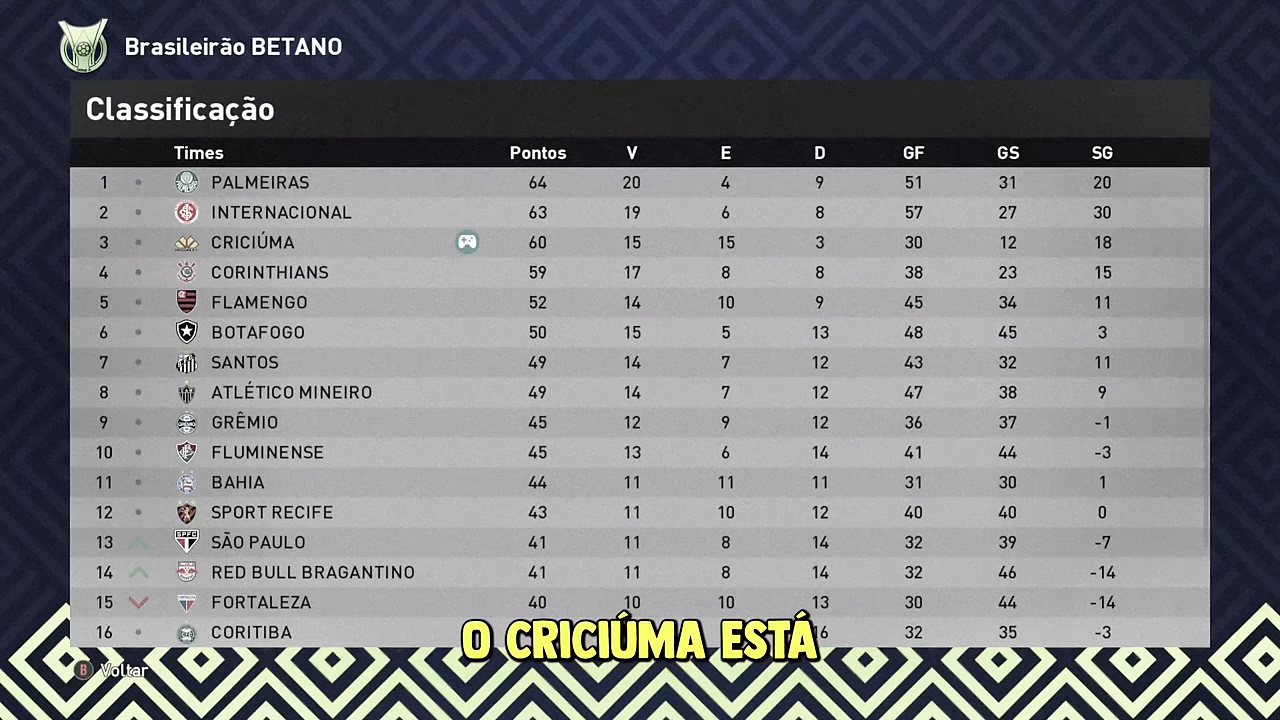 Brasileirão BETANO
Classificação
Times Pontos V E D GF GS SG
1 PALMEIRAS 64 20 4 9 51 31 20
2 INTERNACIONAL 63 19 6 8 57 27 30
3 CRICIÚMA 60 15 15 3 30 12 18
4 CORINTHIANS 59 17 8 8 38 23 15
5 FLAMENGO 52 14 10 9 45 34 11
6 BOTAFOGO 50 15 5 13 48 45 3
7 SANTOS 49 14 7 12 43 32 11
8 ATLÉTICO MINEIRO 49 14 7 12 47 38 9
9 GRÊMIO 45 12 9 12 36 37 -1
10 FLUMINENSE 45 13 6 14 41 44 -3
11 BAHIA 44 11 11 11 31 30 1
12 SPORT RECIFE 43 11 10 12 40 40 0
13 SÃO PAULO 41 11 8 14 32 39 -7
14 RED BULL BRAGANTINO 41 11 8 14 32 46 -14
15 FORTALEZA 40 10 10 13 30 44 -14
16 CORITIBA 32 35 -3
O CRICIÚMA ESTÁ
B Voltar